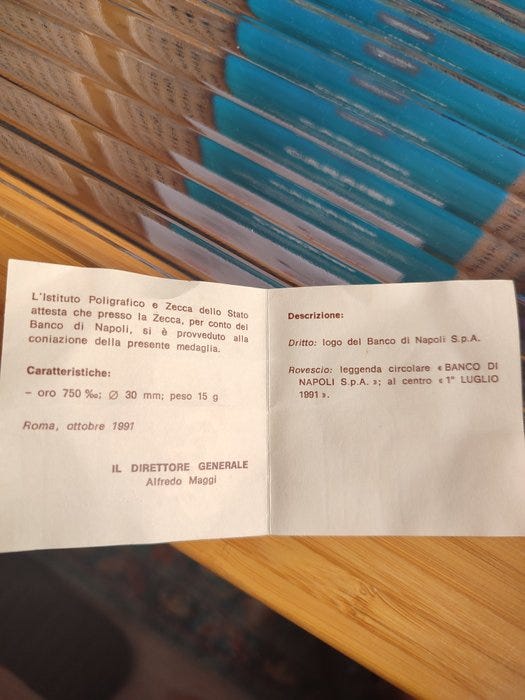 L'Istituto Poligrafico e Zecca dello Stato
attesta che presso la Zecca, per conto del
Banco di Napoli, si è provveduto alla
coniazione della presente medaglia.
Caratteristiche:
– oro 750 ‰; Ø 30 mm; peso 15 g
Roma, ottobre 1991
IL DIRETTORE GENERALE
Alfredo Maggi
Descrizione:
Dritto: logo del Banco di Napoli S.p.A.
Rovescio: leggenda circolare « BANCO DI
NAPOLI S.p.A. »; al centro « 1° LUGLIO
1991 ».